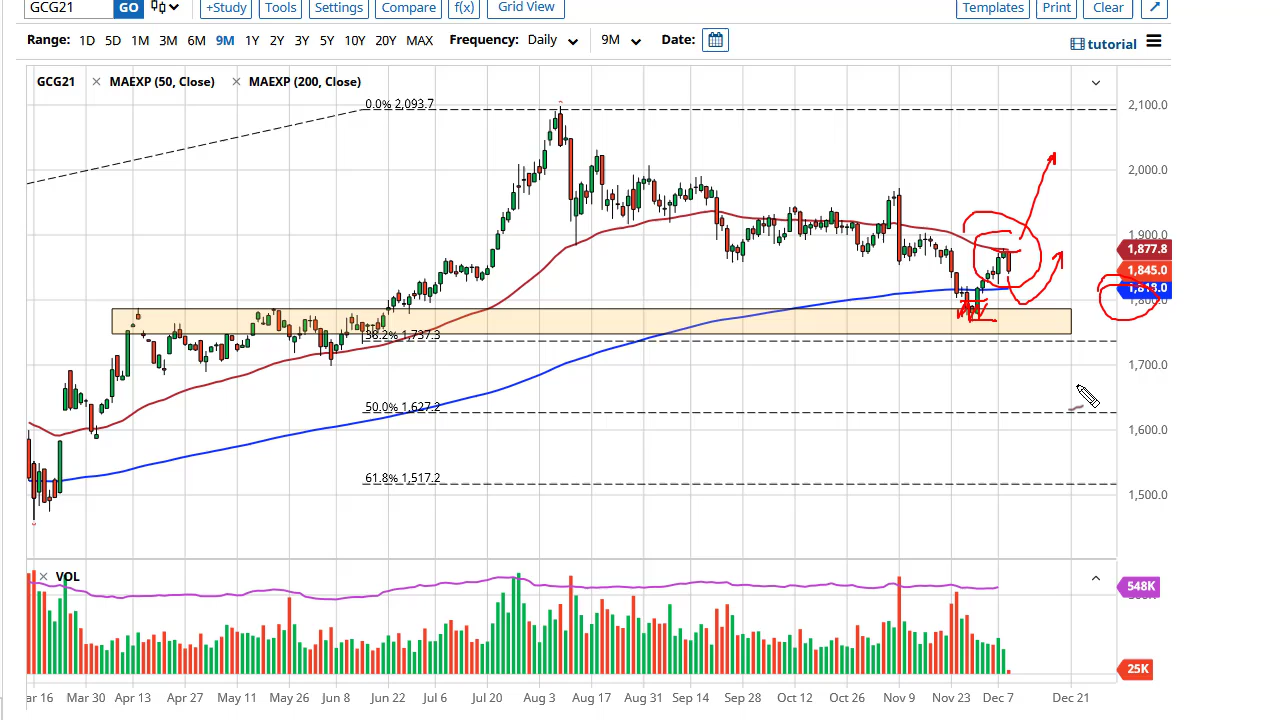 GCG21 GO +Study Tools Settings Compare f(x) Grid View Templates Print Clear
Range: 1D 5D 1M 3M 6M 9M 1Y 2Y 3Y 5Y 10Y 20Y MAX Frequency: Daily 9M Date: tutorial
GCG21 × MAEXP (50, Close) × MAEXP (200, Close)
0.0% 2,093.7
2,100.0
2,000.0
1,900.0
1,877.8
1,845.0
38.2% 1,737.3
1,700.0
50.0% 1,627.2
1,600.0
61.8% 1,517.2
1,500.0
× VOL
548K
25K
ar 16 Mar 30 Apr 13 Apr 27 May 11 May 26 Jun 8 Jun 22 Jul 6 Jul 20 Aug 3 Aug 17 Aug 31 Sep 14 Sep 28 Oct 12 Oct 26 Nov 9 Nov 23 Dec 7 Dec 21